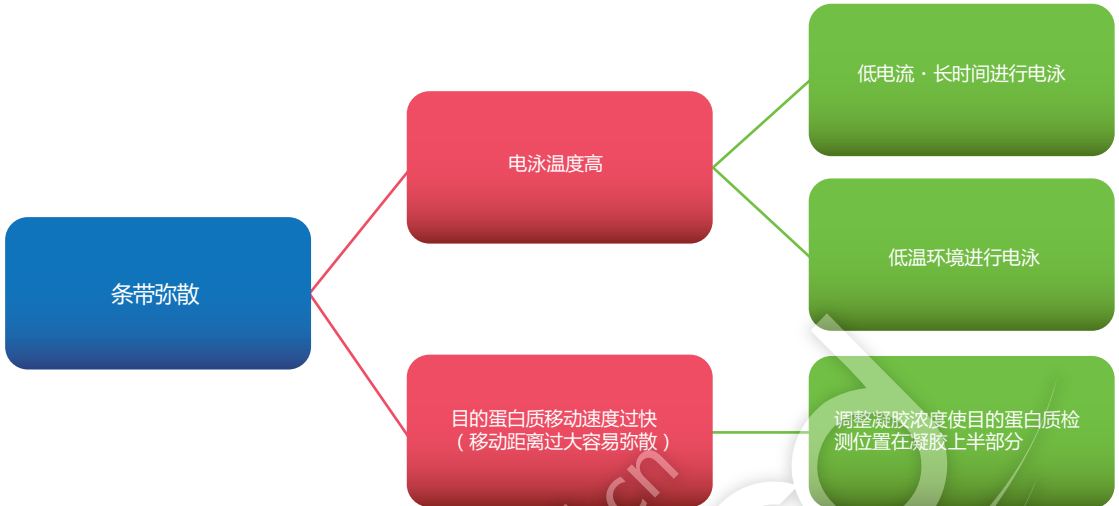 低电流·长时间进行电泳
电泳温度高
低温环境进行电泳
条带弥散
目的蛋白质移动速度过快
（移动距离过大容易弥散）
调整凝胶浓度使目的蛋白质检
测位置在凝胶上半部分